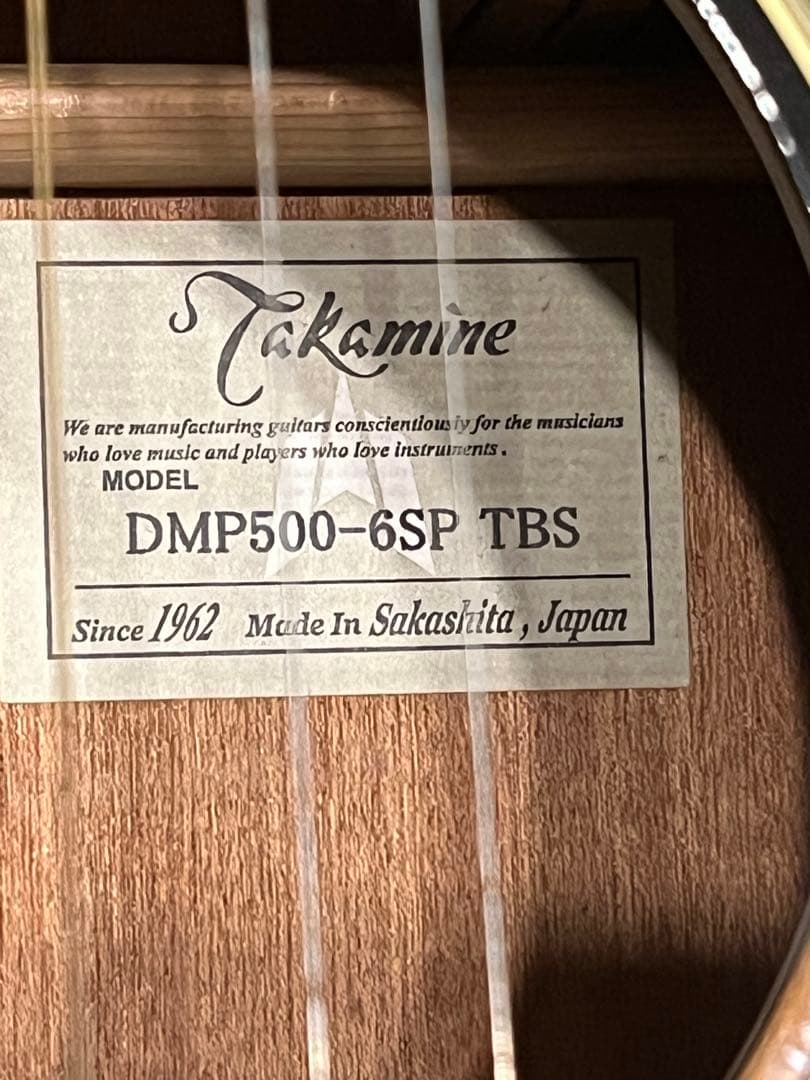 Takamine
We are manufacturing guitars conscientiously for the musicians
who love music and players who love instruments.
MODEL
DMP500-6SP TBS
Since 1962 Made In Sakashita, Japan